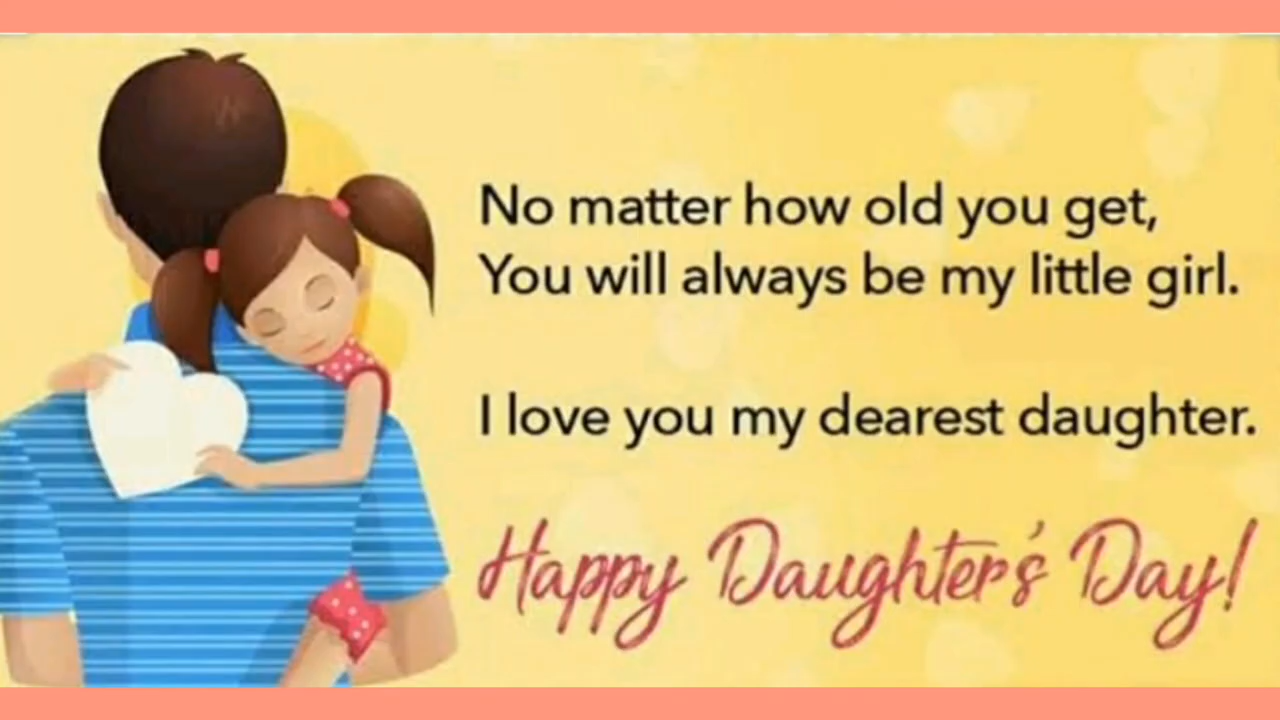 No matter how old you get,
You will always be my little girl.
I love you my dearest daughter.
Happy Daughter's Day!